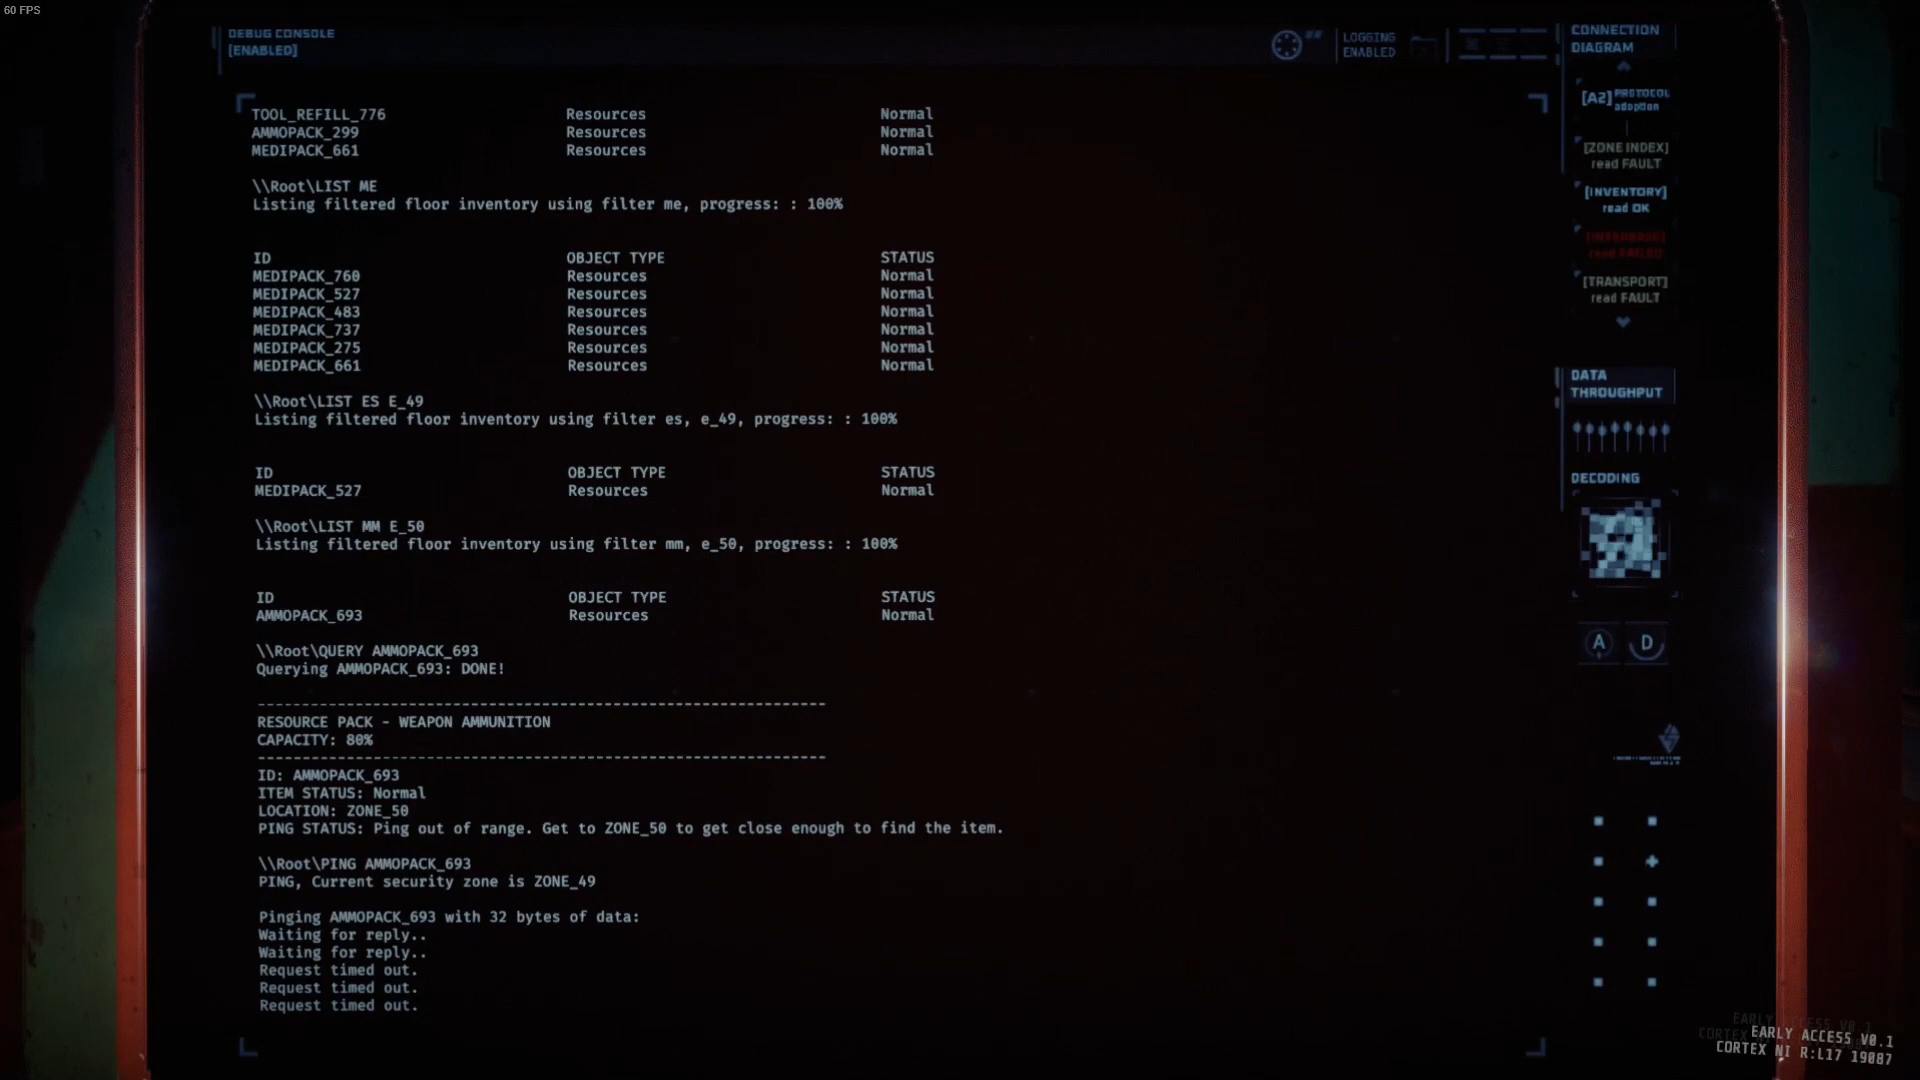 60 FPS
DEBUG CONSOLE
[ENABLED]
LOGGING
ENABLED
TOOL_REFILL_776 Resources Normal
AMMOPACK_299 Resources Normal
MEDIPACK_661 Resources Normal
\\Root\LIST ME
Listing filtered floor inventory using filter me, progress: : 100%
ID OBJECT TYPE STATUS
MEDIPACK_760 Resources Normal
MEDIPACK_527 Resources Normal
MEDIPACK_483 Resources Normal
MEDIPACK_737 Resources Normal
MEDIPACK_275 Resources Normal
MEDIPACK_661 Resources Normal
\\Root\LIST ES E_49
Listing filtered floor inventory using filter es, e_49, progress: : 100%
ID OBJECT TYPE STATUS
MEDIPACK_527 Resources Normal
\\Root\LIST MM E_50
Listing filtered floor inventory using filter mm, e_50, progress: : 100%
ID OBJECT TYPE STATUS
AMMOPACK_693 Resources Normal
\\Root\QUERY AMMOPACK_693
Querying AMMOPACK_693: DONE!
----------------------------------------------------------------
RESOURCE PACK - WEAPON AMMUNITION
CAPACITY: 80%
----------------------------------------------------------------
ID: AMMOPACK_693
ITEM STATUS: Normal
LOCATION: ZONE_50
PING STATUS: Ping out of range. Get to ZONE_50 to get close enough to find the item.
\\Root\PING AMMOPACK_693
PING, Current security zone is ZONE_49
Pinging AMMOPACK_693 with 32 bytes of data:
Waiting for reply..
Waiting for reply..
Request timed out.
Request timed out.
Request timed out.
CONNECTION
DIAGRAM
[A2] PROTOCOL
adoption
[ZONE INDEX]
read FAULT
[INVENTORY]
read OK
read FAILED
[TRANSPORT]
read FAULT
DATA
THROUGHPUT
DECODING
A D
EARLY ACCESS V0.1
CORTEX NI R:L17 19087